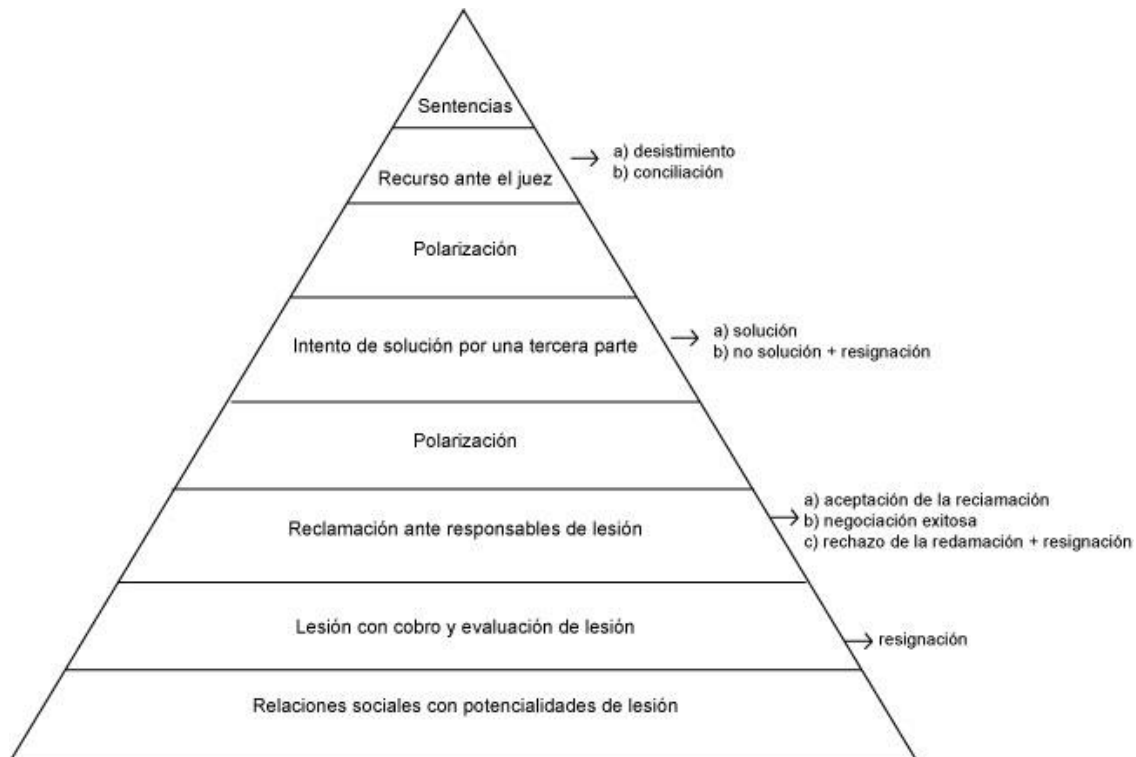 Sentencias
a) desistimiento
b) conciliación
Recurso ante el juez
Polarización
a) solución
b) no solución + resignación
Intento de solución por una tercera parte
Polarización
a) aceptación de la reciamación
b) negociación exitosa
c) rechazo de la redamación + resignación
Reclamación ante responsables de lesión
Lesión con cobro y evaluación de lesión
resignación
Relaciones sociales con potencialidades de lesión